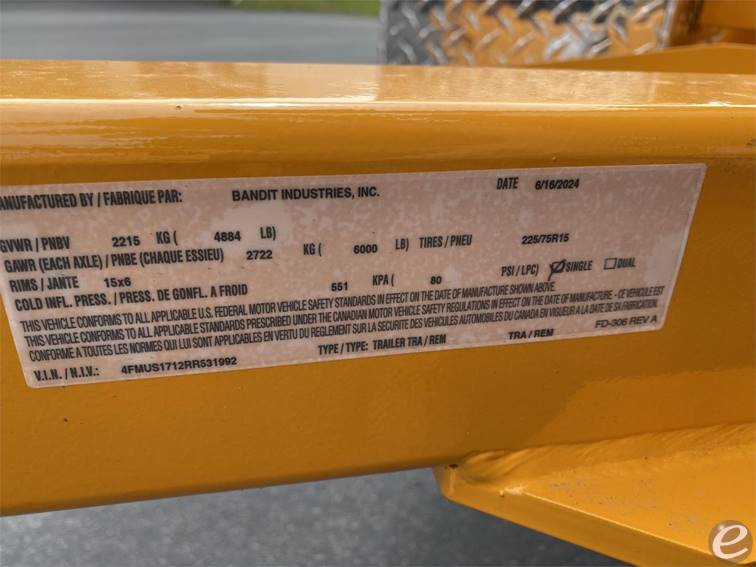 ANUFACTURED BY / FABRIQUE PAR: BANDIT INDUSTRIES, INC. DATE 6/16/2024
GVWR / PNBV 2215 KG ( 4884 LB)
GAWR (EACH AXLE) / PNBE (CHAQUE ESSIEU) 2722 KG ( 6000 LB) TIRES / PNEU 225/75R15
RIMS / JANTE 15x6
COLD INFL. PRESS. / PRESS. DE GONFL. A FROID 551 KPA ( 80 PSI / LPC) SINGLE DUAL
THIS VEHICLE CONFORMS TO ALL APPLICABLE U.S. FEDERAL MOTOR VEHICLE SAFETY STANDARDS IN EFFECT ON THE DATE OF MANUFACTURE SHOWN ABOVE.
THIS VEHICLE CONFORMS TO ALL APPLICABLE STANDARDS PRESCRIBED UNDER THE CANADIAN MOTOR VEHICLE SAFETY REGULATIONS IN EFFECT ON THE DATE OF MANUFACTURE - CE VEHICULE EST
CONFORME A TOUTES LES NORMES QUI LUI SONT APPLICABLES EN VERTU DU REGLEMENT SUR LA SECURITE DES VEHICULES AUTOMOBILES DU CANADA EN VIGUEUR A LA DATE DE SA FABRICATION.
FD-306 REV A
V.I.N. / N.I.V.: 4FMUS1712RR531992 TYPE / TYPE: TRAILER TRA / REM TRA / REM
e